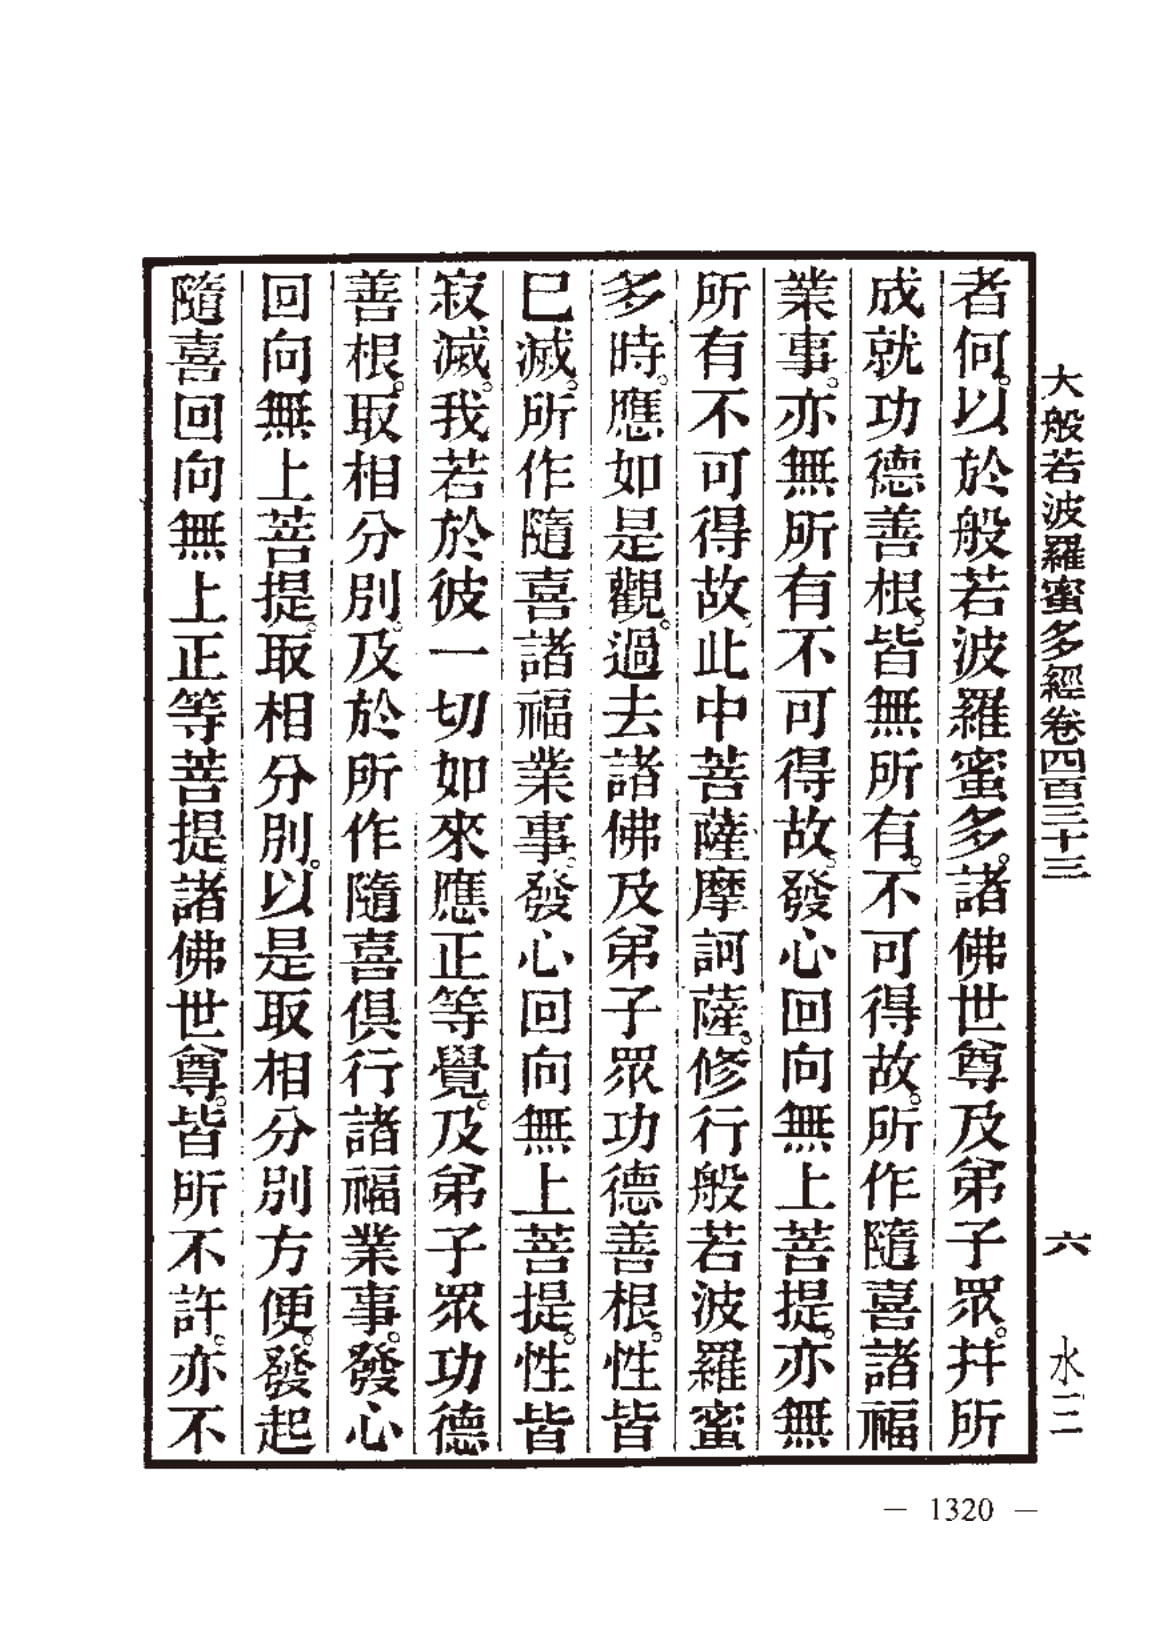 大般若波羅蜜多經卷四百三十三　六　水三
者何。以於般若波羅蜜多。諸佛世尊及弟子眾。幷所
成就功德善根。皆無所有。不可得故。所作隨喜諸福
業事。亦無所有不可得故。發心回向無上菩提。亦無
所有不可得故。此中菩薩摩訶薩。修行般若波羅蜜
多時。應如是觀。過去諸佛及弟子眾功德善根。性皆
已滅。所作隨喜諸福業事。發心回向無上菩提。性皆
寂滅。我若於彼一切如來應正等覺。及弟子眾功德
善根。取相分別。及於所作隨喜俱行諸福業事。發心
回向無上菩提。取相分別。以是取相分別方便。發起
隨喜回向無上正等菩提。諸佛世尊。皆所不許。亦不
— 1320 —